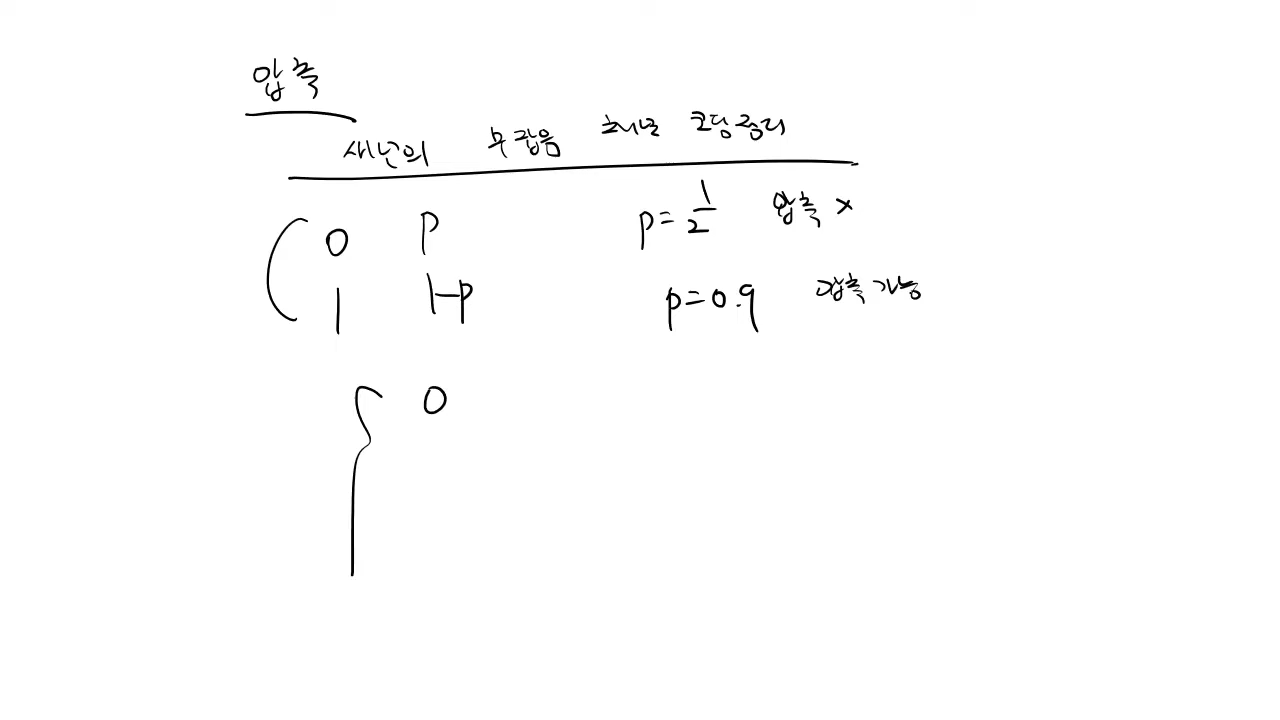 압축
섀넌의 무잡음 채널 코딩정리
0 p p=1/2 압축 x
1 1-p p=0.9 압축 가능
0